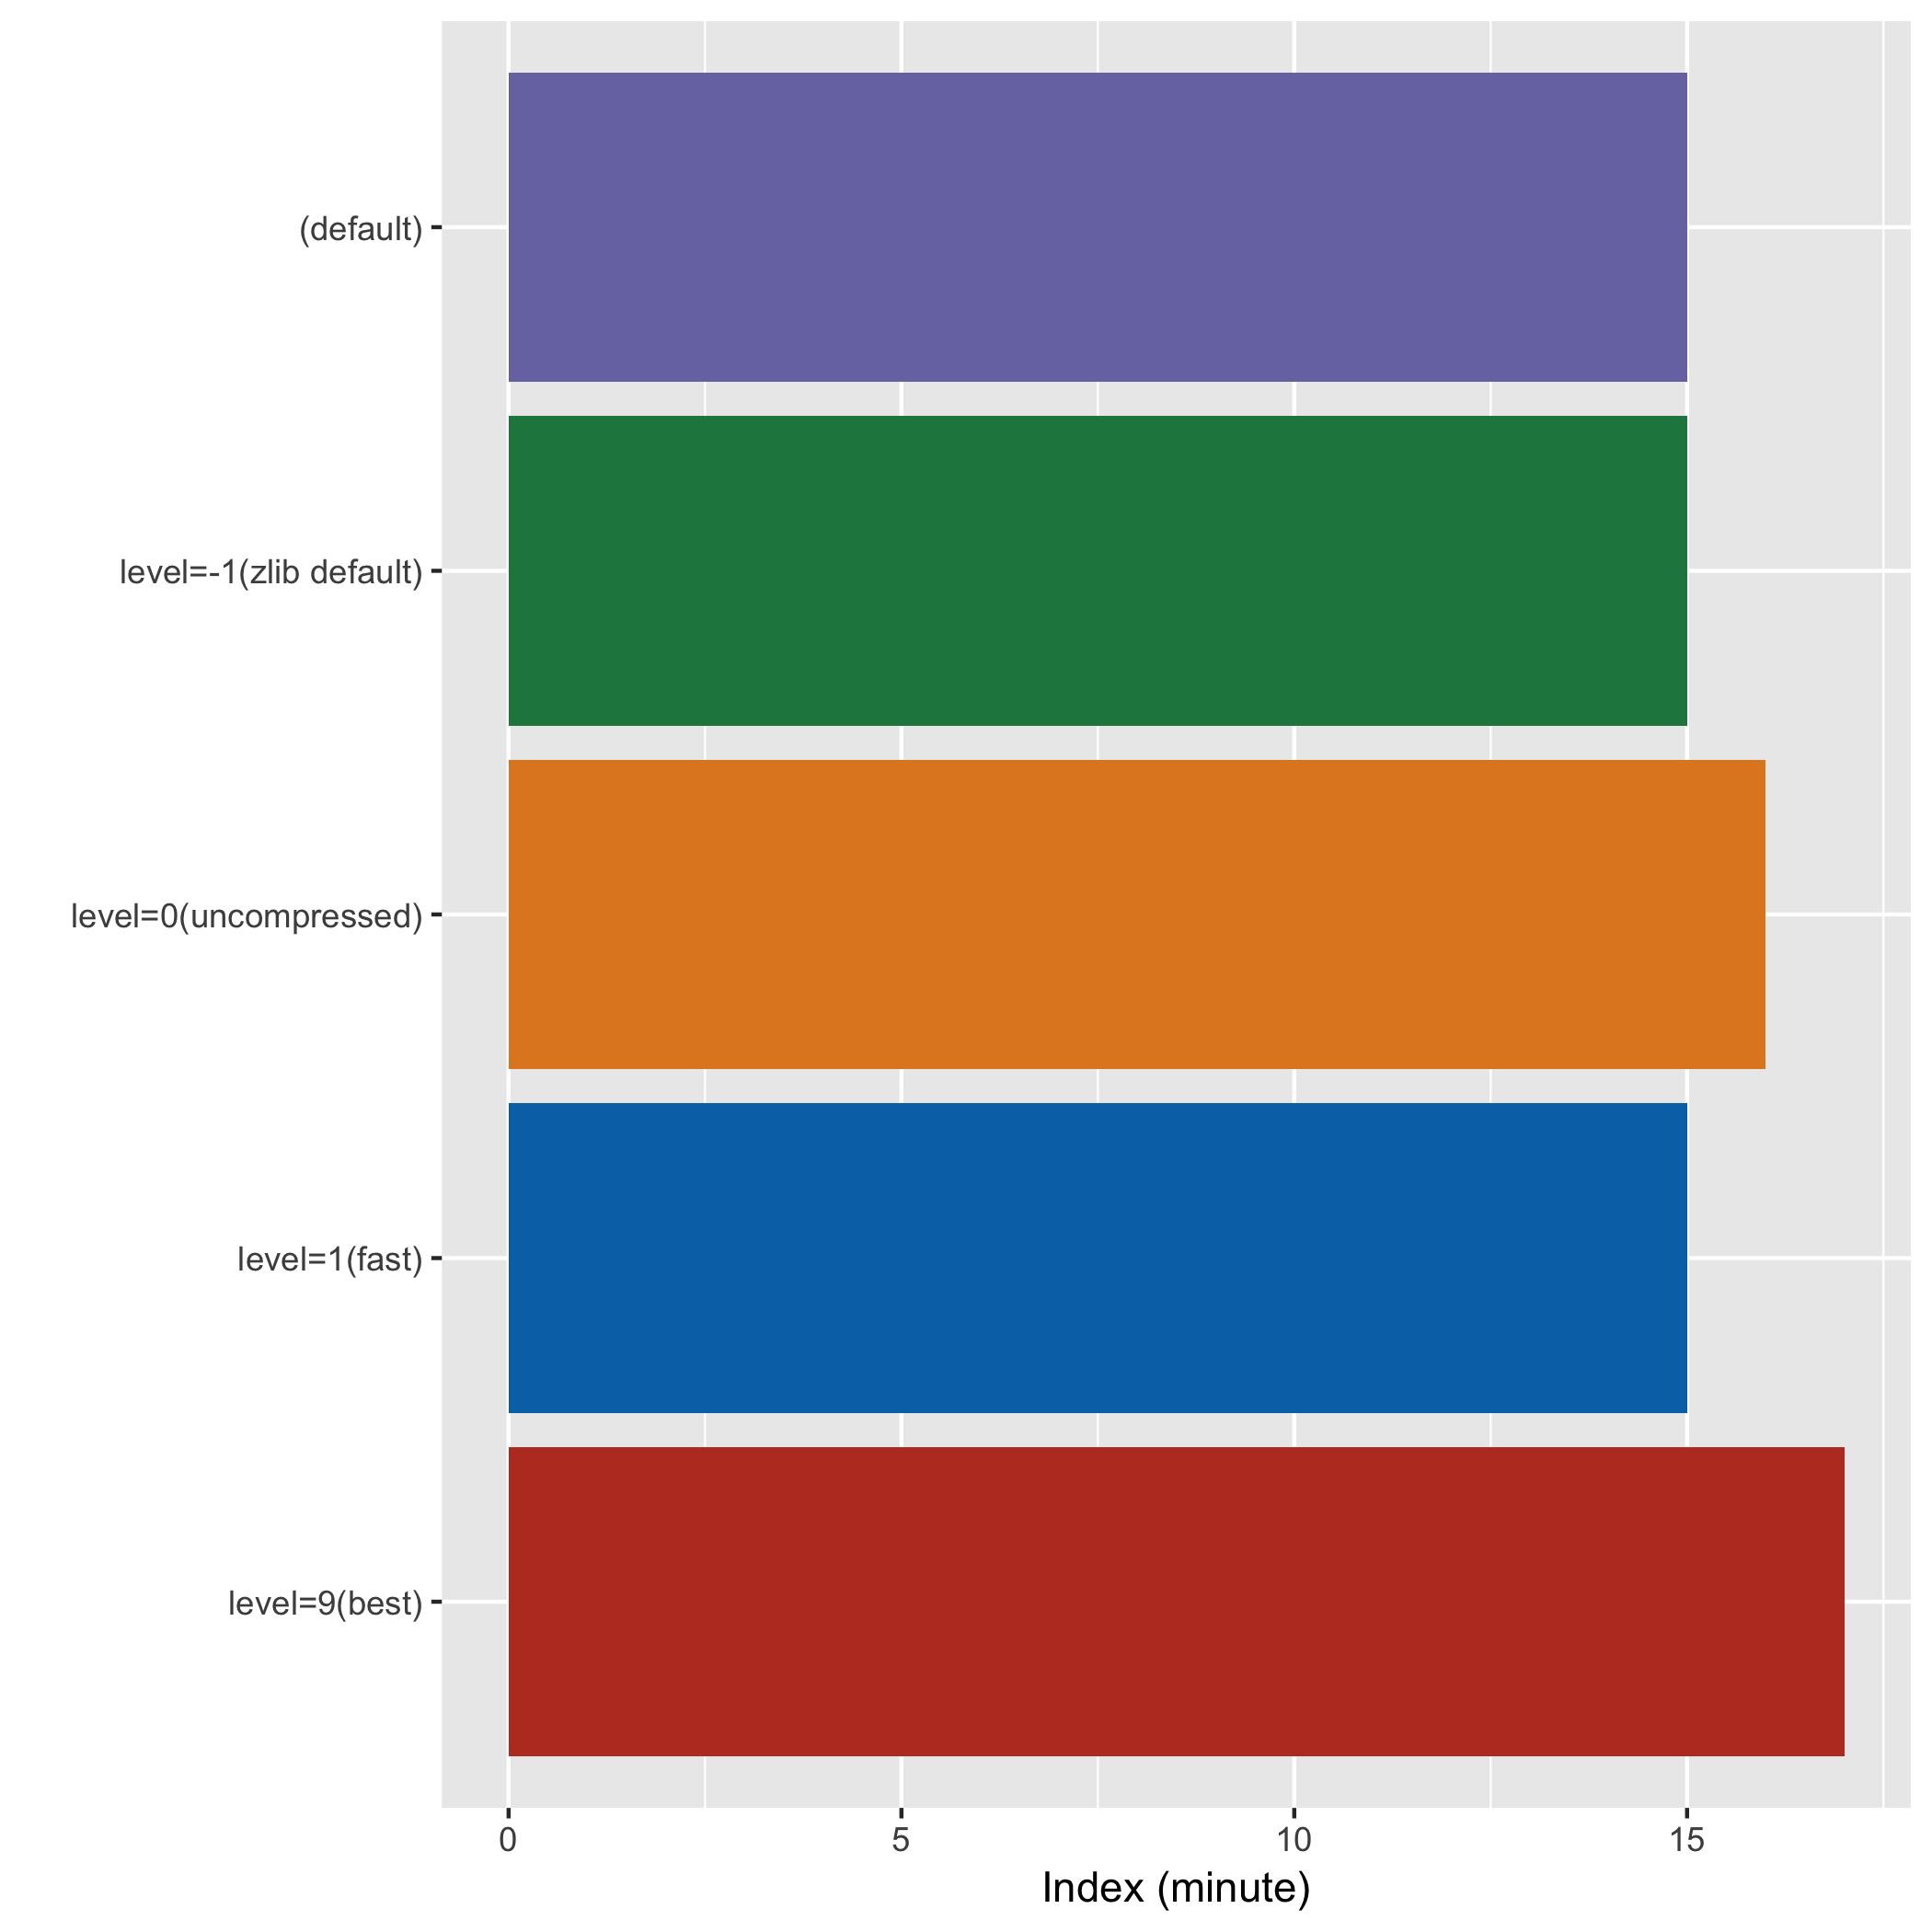 (default)
level=-1(zlib default)
level=0(uncompressed)
level=1(fast)
level=9(best)
0 5 10 15
Index (minute)